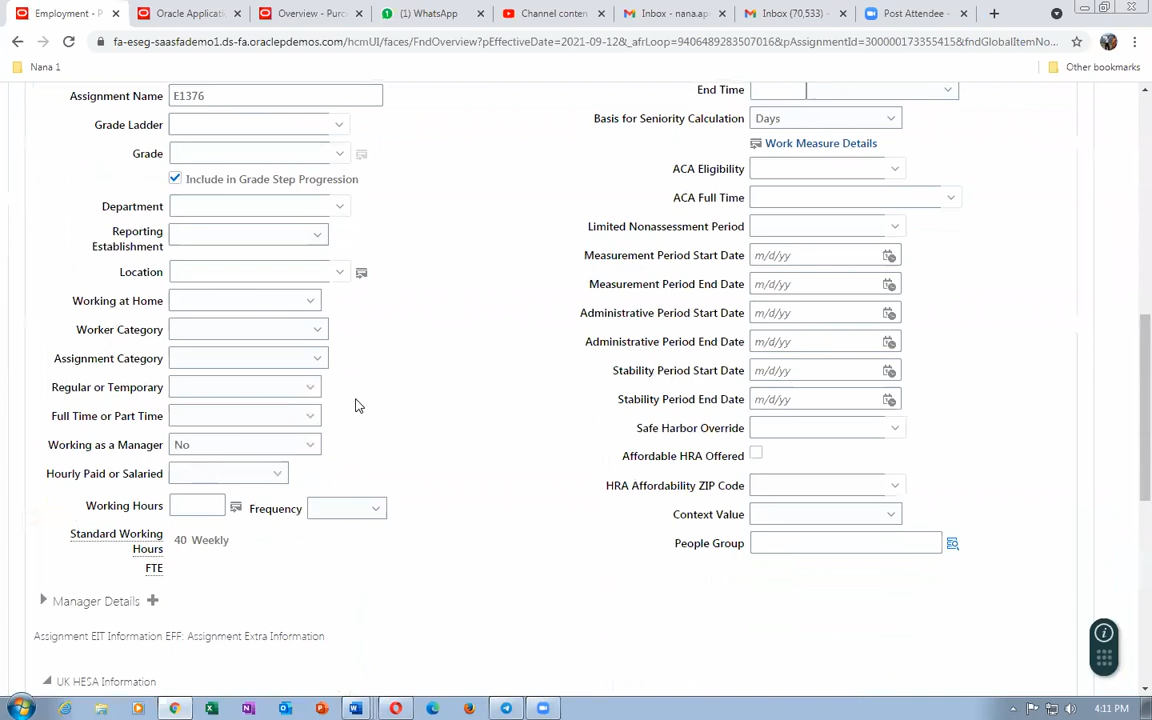 Employment - P
Oracle Applicati
Overview - Purc
(1) WhatsApp
Channel conten
Inbox - nana.ap
Inbox (70,533) -
Post Attendee -
fa-eseg-saasfademo1.ds-fa.oraclepdemos.com/hcmUI/faces/FndOverview?pEffectiveDate=2021-09-12&_afrLoop=9406489283507016&pAssignmentId=300000173355415&fndGlobalItemNo...
Nana 1
Other bookmarks
Assignment Name E1376
Grade Ladder
Grade
Include in Grade Step Progression
Department
Reporting
Establishment
Location
Working at Home
Worker Category
Assignment Category
Regular or Temporary
Full Time or Part Time
Working as a Manager No
Hourly Paid or Salaried
Working Hours Frequency
Standard Working
Hours
40 Weekly
FTE
Manager Details
Assignment EIT Information EFF: Assignment Extra Information
UK HESA Information
End Time
Basis for Seniority Calculation Days
Work Measure Details
ACA Eligibility
ACA Full Time
Limited Nonassessment Period
Measurement Period Start Date m/d/yy
Measurement Period End Date m/d/yy
Administrative Period Start Date m/d/yy
Administrative Period End Date m/d/yy
Stability Period Start Date m/d/yy
Stability Period End Date m/d/yy
Safe Harbor Override
Affordable HRA Offered
HRA Affordability ZIP Code
Context Value
People Group
4:11 PM